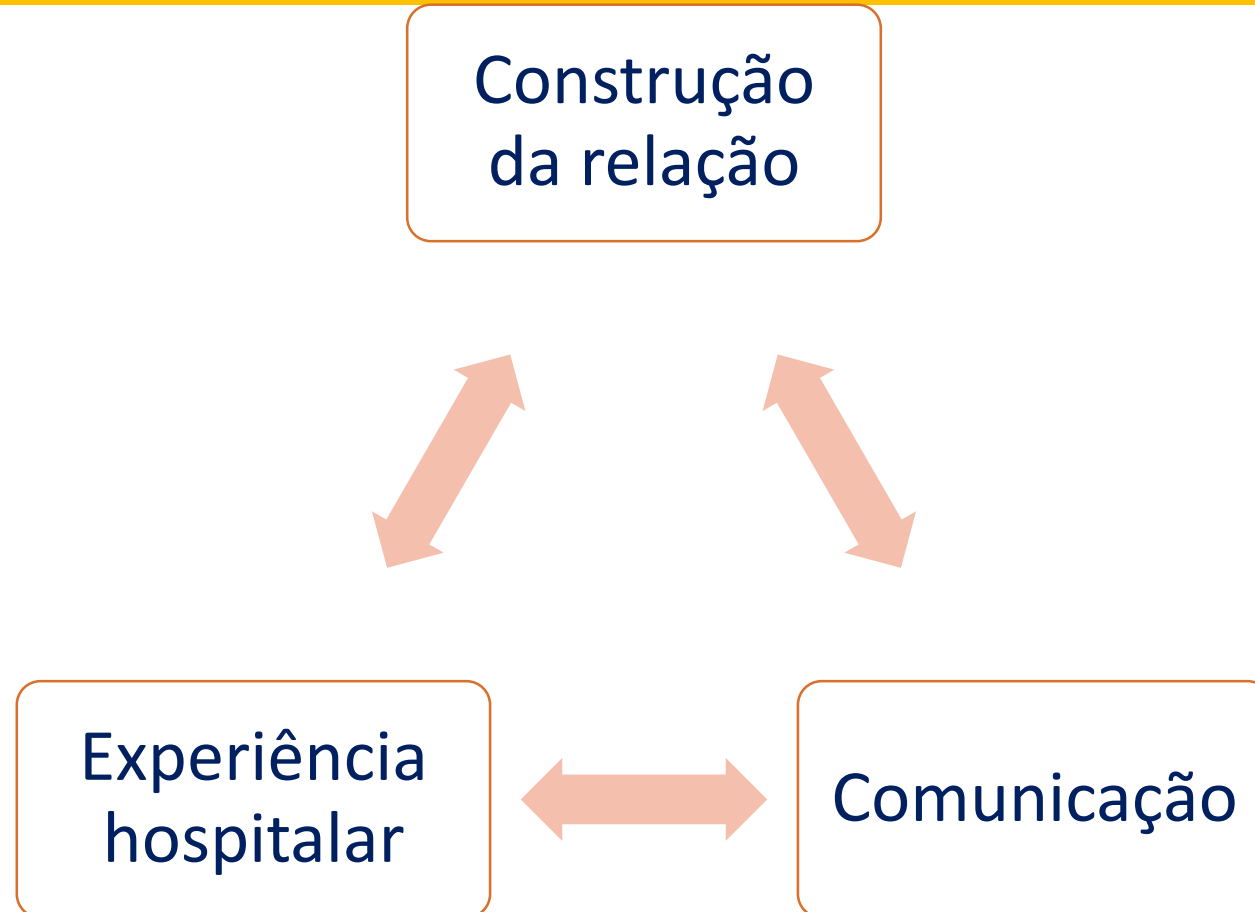 Construção
da relação
Experiência
hospitalar
Comunicação